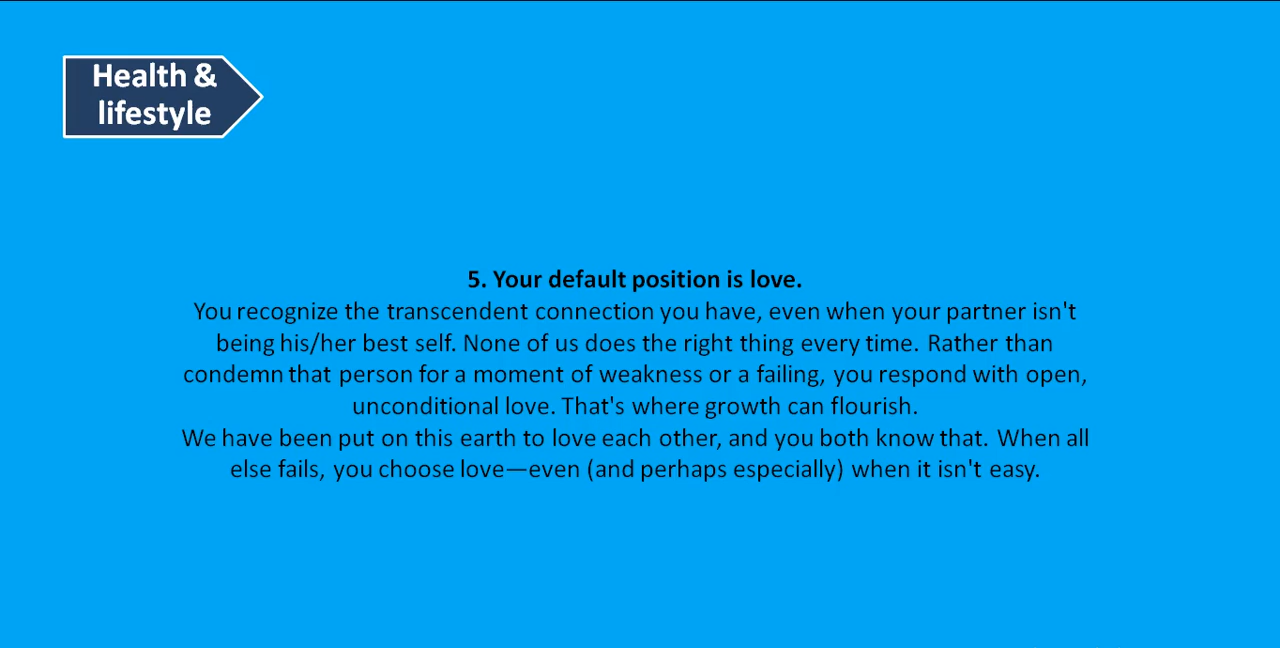 Health &
lifestyle
5. Your default position is love.
You recognize the transcendent connection you have, even when your partner isn't
being his/her best self. None of us does the right thing every time. Rather than
condemn that person for a moment of weakness or a failing, you respond with open,
unconditional love. That's where growth can flourish.
We have been put on this earth to love each other, and you both know that. When all
else fails, you choose love—even (and perhaps especially) when it isn't easy.